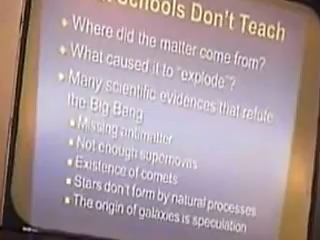 Schools Don't Teach
Where did the matter come from?
What caused it to "explode"?
Many scientific evidences that refute
the Big Bang
Missing antimatter
Not enough supernovas
Existence of comets
Stars don't form by natural processes
The origin of galaxies is speculation